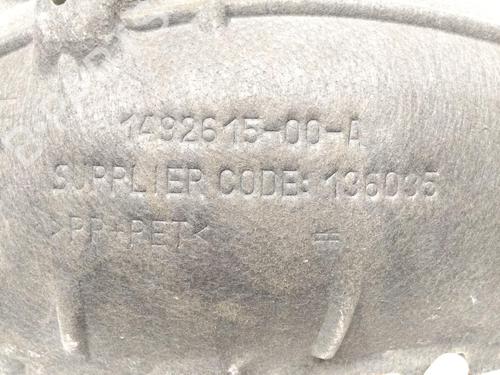 1492615-00-A
SUPPLIER CODE: 136035
>PP+PET<